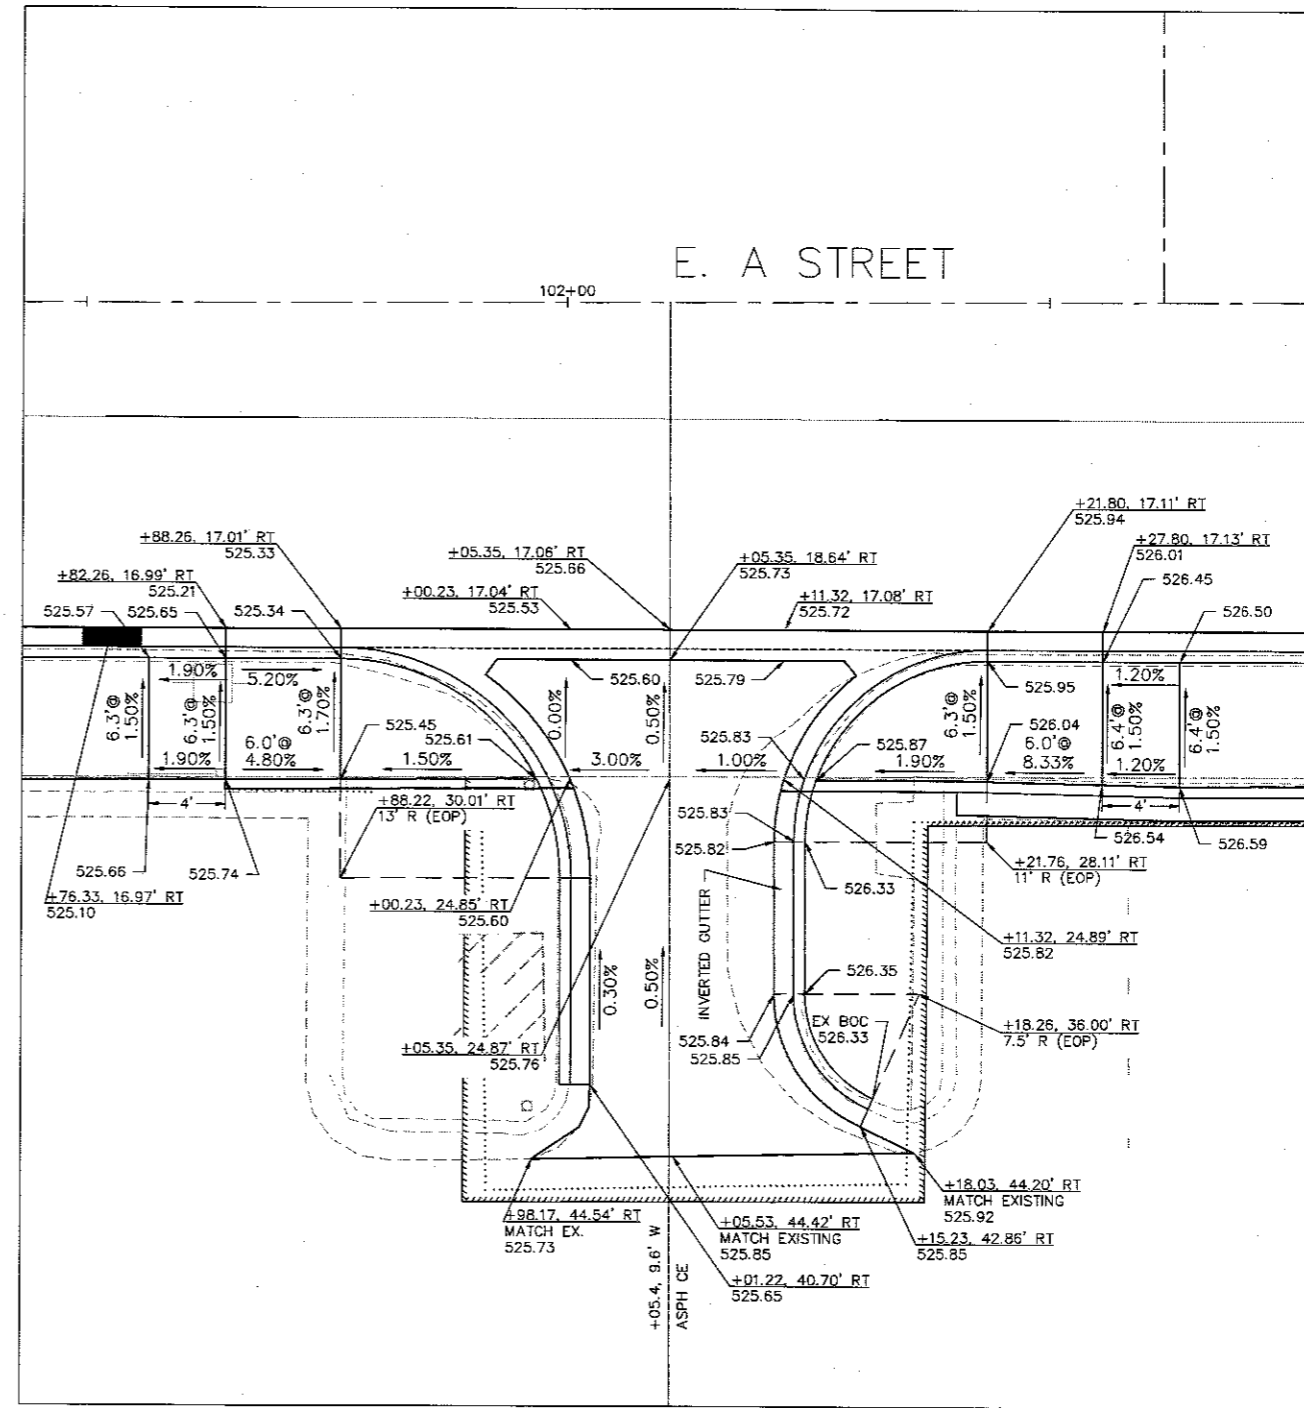 E. A STREET
102+00
+21.80, 17.11' RT
525.94
+88.26, 17.01' RT
525.33
+05.35, 17.06' RT
525.66
+05.35, 18.64' RT
525.73
+27.80, 17.13' RT
526.01
+82.26, 16.99' RT
525.21
+00.23, 17.04' RT
525.53
+11.32, 17.08' RT
525.72
526.45
525.57
525.65
525.34
526.50
1.90%
5.20%
525.60
525.79
525.95
1.20%
6.3'@
1.50%
6.3'@
1.50%
6.3'@
1.70%
0.00%
0.50%
6.3'@
1.50%
6.4'@
1.50%
6.4'@
1.50%
525.45
525.61
525.83
525.87
526.04
1.90%
6.0'@
4.80%
1.50%
3.00%
1.00%
1.90%
6.0'@
8.33%
1.20%
4'
4'
+88.22, 30.01' RT
13' R (EOP)
525.83
525.82
526.54
526.59
525.66
525.74
526.33
+21.76, 28.11' RT
11' R (EOP)
+76.33, 16.97' RT
525.10
+00.23, 24.85' RT
525.60
INVERTED GUTTER
+11.32, 24.89' RT
525.82
0.30%
0.50%
526.35
EX BOC
526.33
+18.26, 36.00' RT
7.5' R (EOP)
525.84
525.85
+05.35, 24.87' RT
525.76
+18.03, 44.20' RT
MATCH EXISTING
525.92
+98.17, 44.54' RT
MATCH EX.
525.73
+05.53, 44.42' RT
MATCH EXISTING
525.85
+15.23, 42.86' RT
525.85
+01.22, 40.70' RT
525.65
+05.4, 9.6' W
ASPH CE